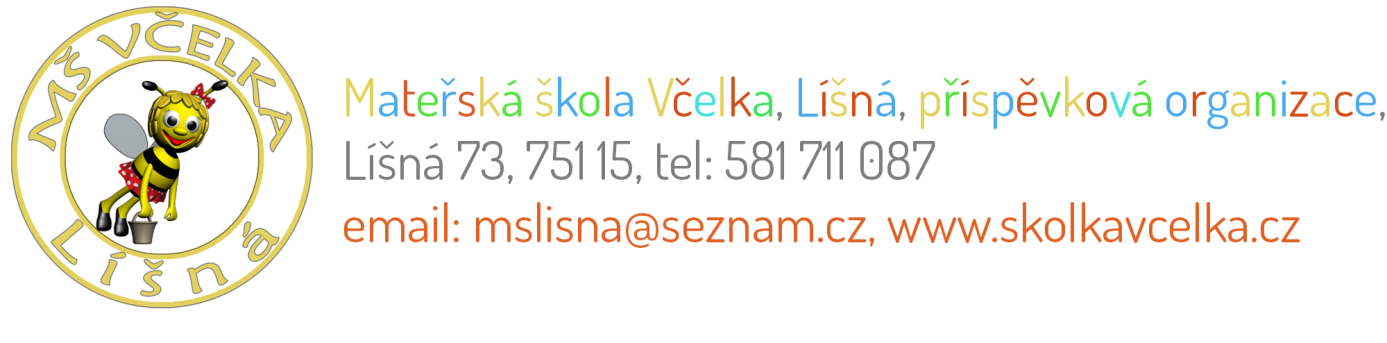 MŠ VČELKA
Líšná
Mateřská škola Včelka, Líšná, příspěvková organizace,
Líšná 73, 751 15, tel: 581 711 087
email: mslisna@seznam.cz, www.skolkavcelka.cz